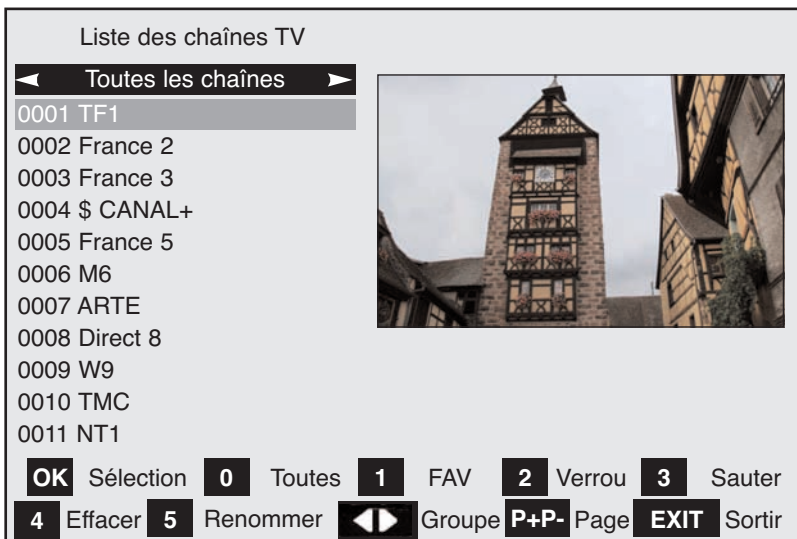 Liste des chaînes TV
Toutes les chaînes
0001 TF1
0002 France 2
0003 France 3
0004 $ CANAL+
0005 France 5
0006 M6
0007 ARTE
0008 Direct 8
0009 W9
0010 TMC
0011 NT1
OK Sélection 0 Toutes 1 FAV 2 Verrou 3 Sauter
4 Effacer 5 Renommer Groupe P+P- Page EXIT Sortir